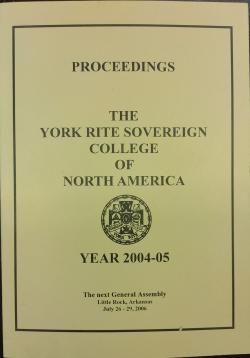 PROCEEDINGS
THE
YORK RITE SOVEREIGN
COLLEGE
OF
NORTH AMERICA
YEAR 2004-05
The next General Assembly
Little Rock, Arkansas
July 26 - 29, 2006